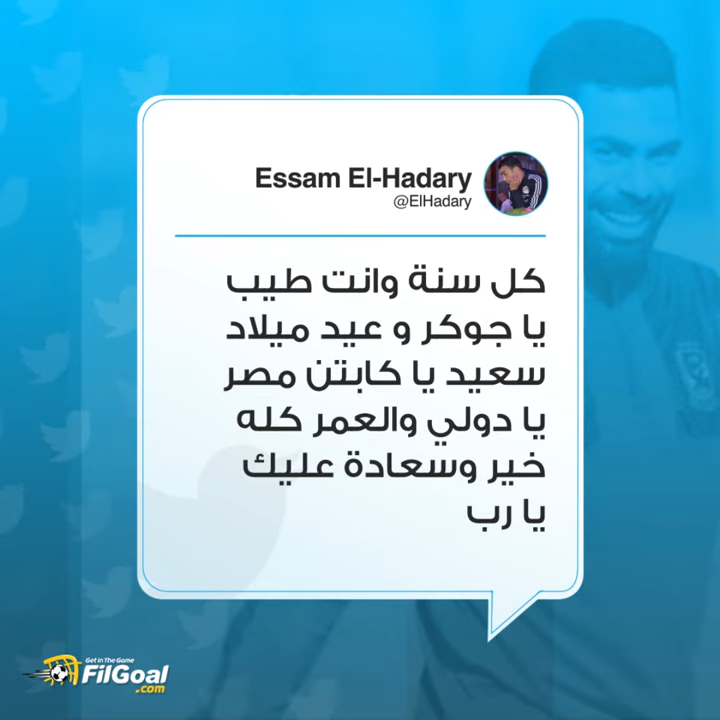 Essam El-Hadary
@ElHadary
كل سنة وانت طيب
يا جوكر و عيد ميلاد
سعيد يا كابتن مصر
يا دولي والعمر كله
خير وسعادة عليك
يا رب
Get In The Game
FilGoal
.com